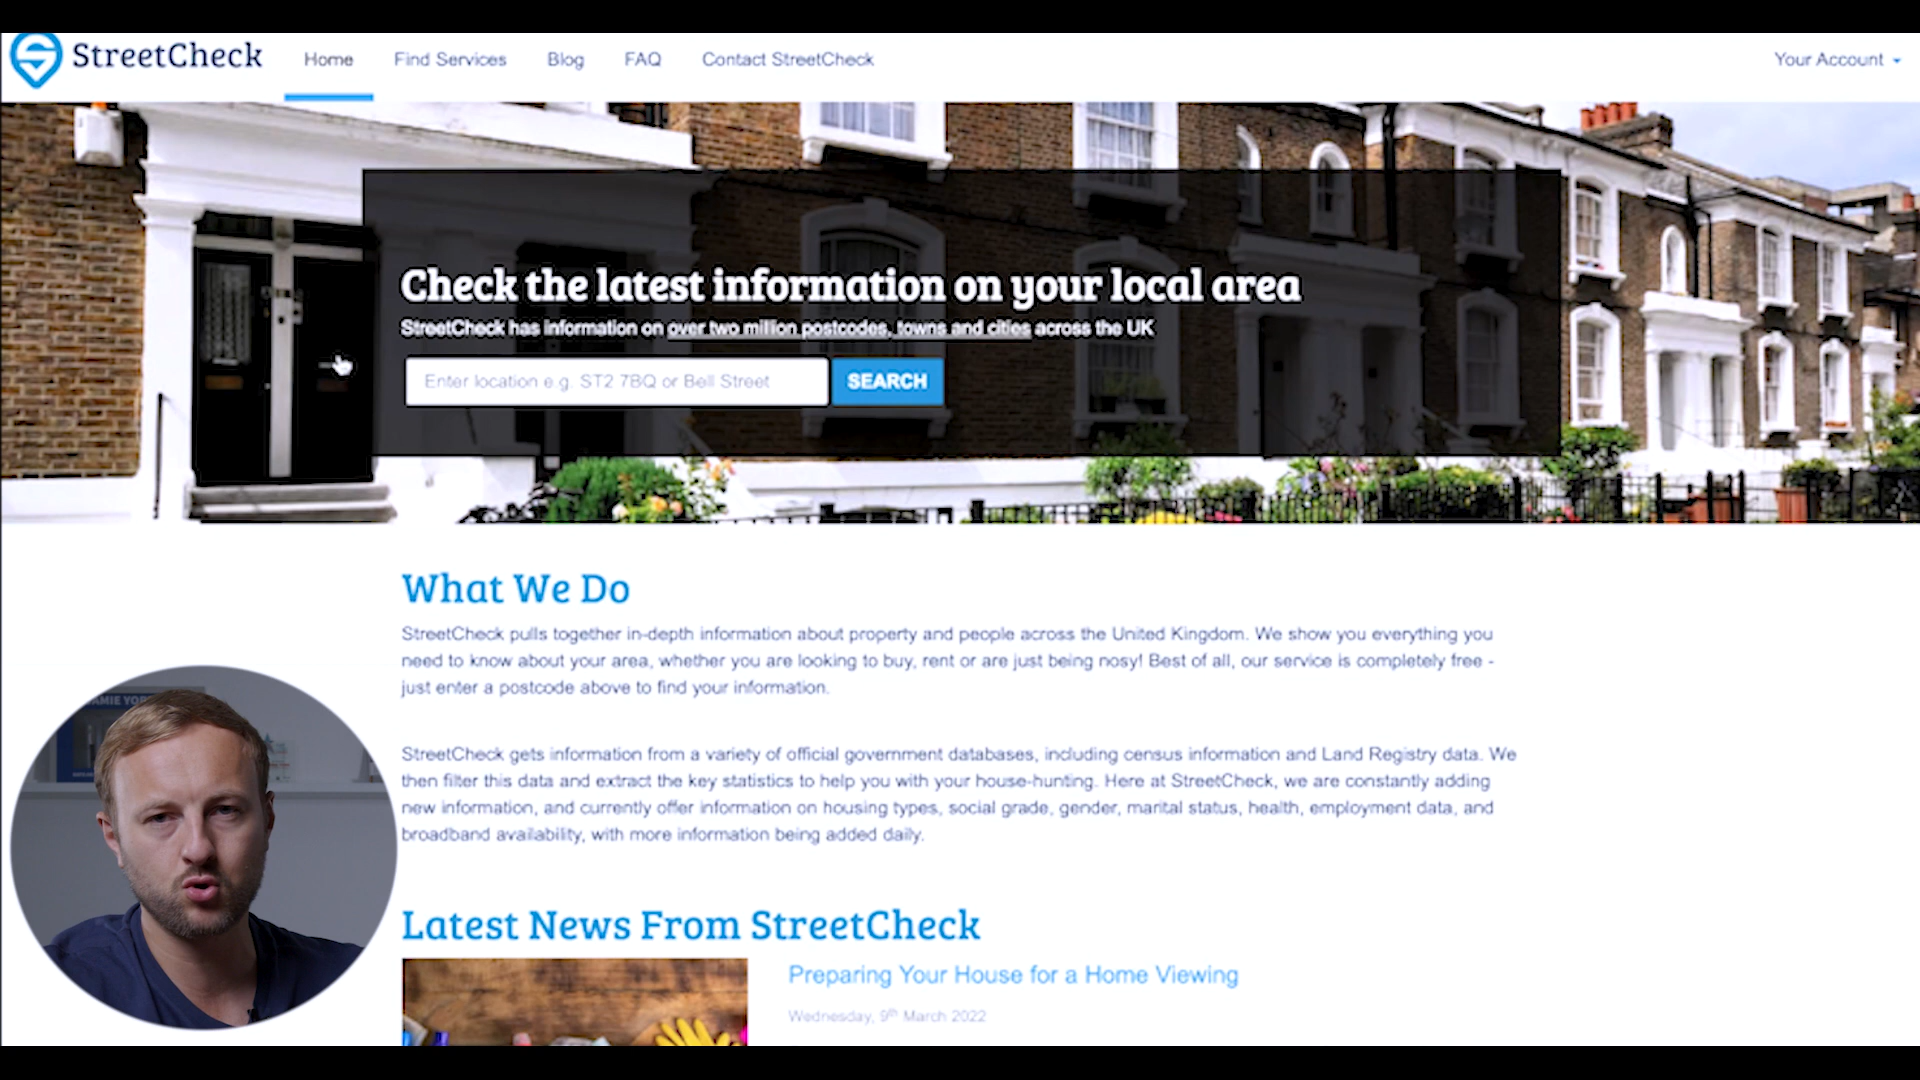 StreetCheck
Home
Find Services
Blog
FAQ
Contact StreetCheck
Your Account
Check the latest information on your local area
StreetCheck has information on over two million postcodes, towns and cities across the UK
Enter location e.g. ST2 7BQ or Bell Street
SEARCH
What We Do
StreetCheck pulls together in-depth information about property and people across the United Kingdom. We show you everything you
need to know about your area, whether you are looking to buy, rent or are just being nosy! Best of all, our service is completely free -
just enter a postcode above to find your information.
StreetCheck gets information from a variety of official government databases, including census information and Land Registry data. We
then filter this data and extract the key statistics to help you with your house-hunting. Here at StreetCheck, we are constantly adding
new information, and currently offer information on housing types, social grade, gender, marital status, health, employment data, and
broadband availability, with more information being added daily.
Latest News From StreetCheck
Preparing Your House for a Home Viewing
Wednesday, 9th March 2022